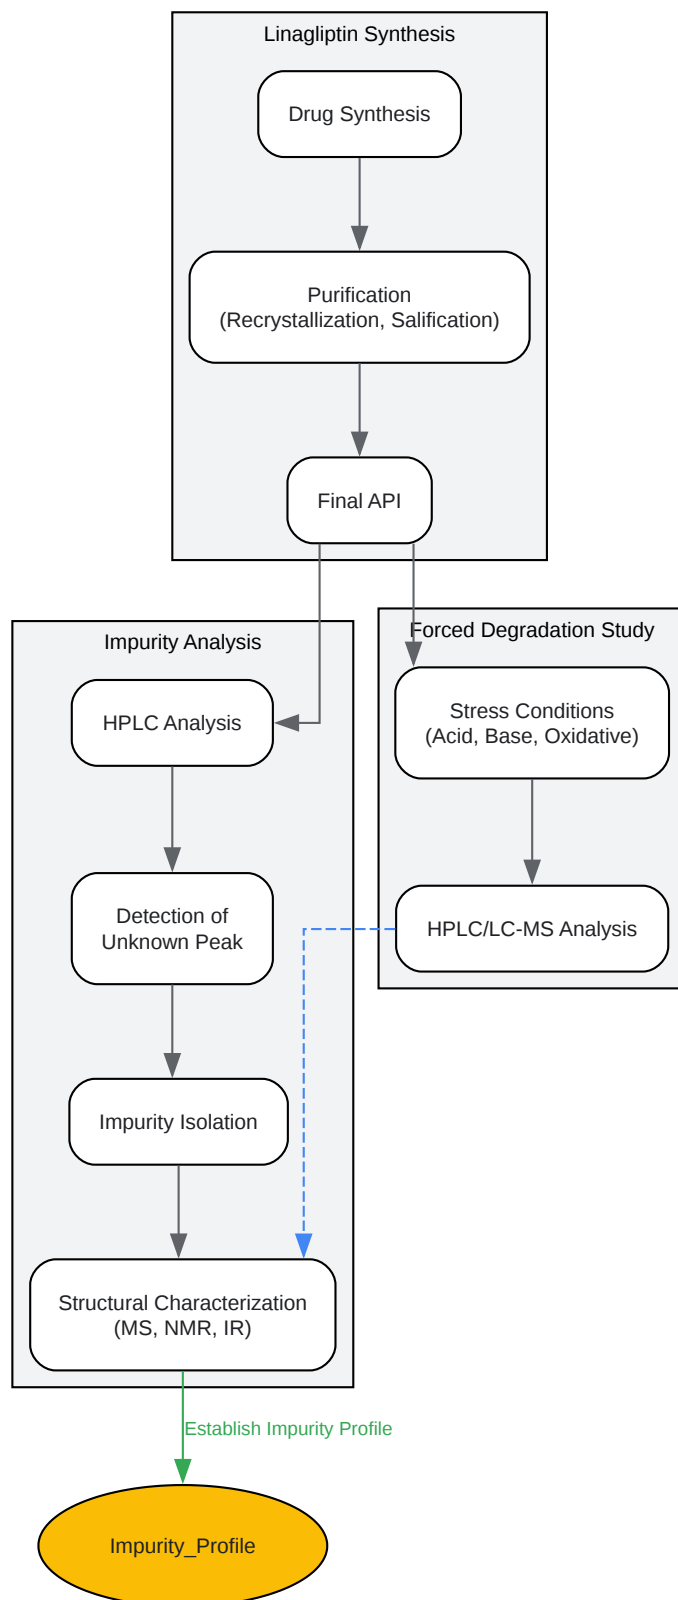 Linagliptin Synthesis
Drug Synthesis
Purification
(Recrystallization, Salification)
Final API
Impurity Analysis
HPLC Analysis
Detection of
Unknown Peak
Impurity Isolation
Structural Characterization
(MS, NMR, IR)
Forced Degradation Study
Stress Conditions
(Acid, Base, Oxidative)
HPLC/LC-MS Analysis
Establish Impurity Profile
Impurity_Profile